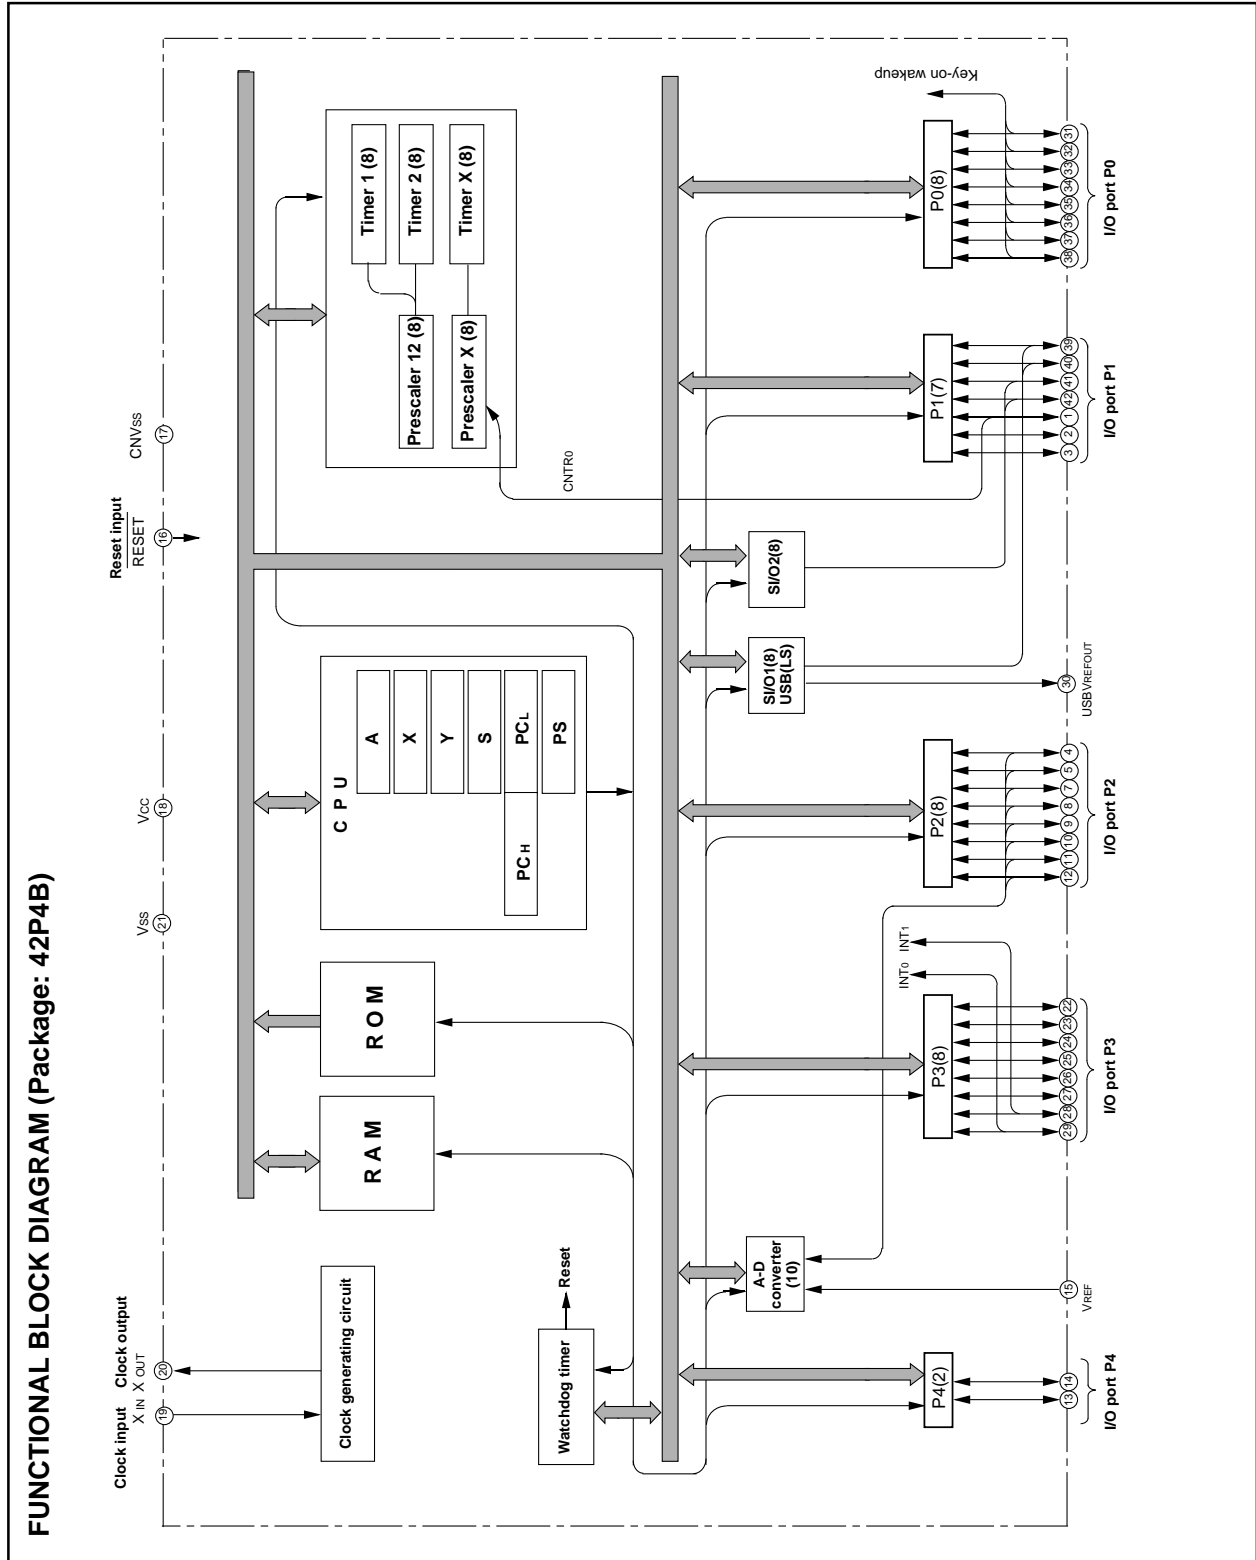 FUNCTIONAL BLOCK DIAGRAM (Package: 42P4B)
Clock input
X IN
Clock output
X OUT
VSS
VCC
Reset input
RESET
CNVSS
19
20
21
18
16
17
Clock generating circuit
RAM
ROM
CPU
A
X
Y
S
PCH
PCL
PS
Timer 1 (8)
Timer 2 (8)
Timer X (8)
Prescaler 12 (8)
Prescaler X (8)
CNTR0
Watchdog timer
Reset
A-D
converter
(10)
SI/O1(8)
USB(LS)
SI/O2(8)
INT0
INT1
Key-on wakeup
P4(2)
P3(8)
P2(8)
P1(7)
P0(8)
13 14
15
29 28 27 26 25 24 23 22
12 11 10 9 8 7 5 4
30
3 2 1 42 41 40 39
38 37 36 35 34 33 32 31
VREF
USBVREFOUT
I/O port P4
I/O port P3
I/O port P2
I/O port P1
I/O port P0